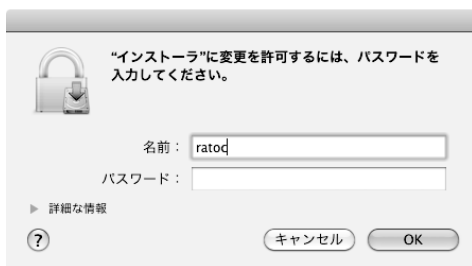 “インストーラ”に変更を許可するには、パスワードを
入力してください。
名前： ratoc
パスワード：
▶ 詳細な情報
? キャンセル OK